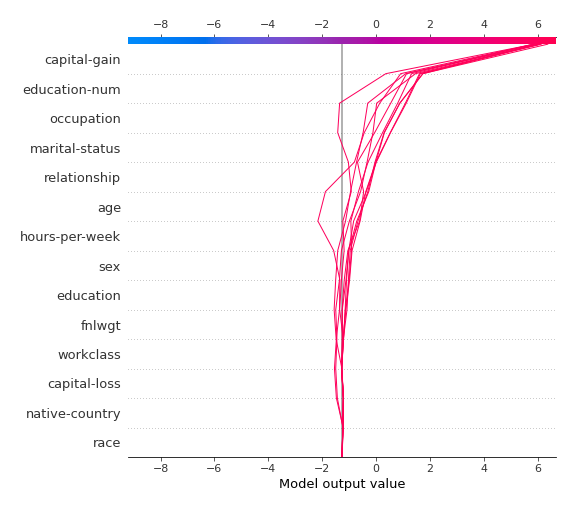 −8 −6 −4 −2 0 2 4 6
capital-gain
education-num
occupation
marital-status
relationship
age
hours-per-week
sex
education
fnlwgt
workclass
capital-loss
native-country
race
−8 −6 −4 −2 0 2 4 6
Model output value